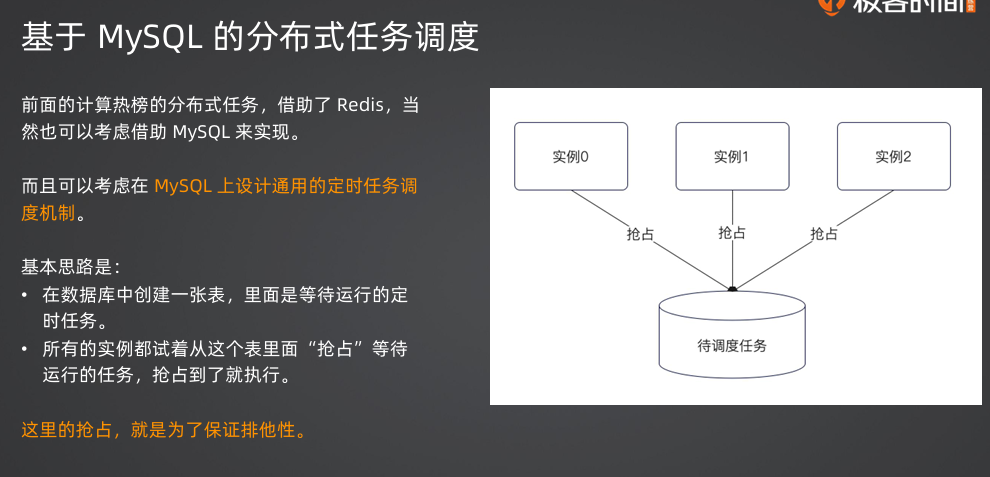 极客时间
基于 MySQL 的分布式任务调度
前面的计算热榜的分布式任务，借助了 Redis，当
然也可以考虑借助 MySQL 来实现。
而且可以考虑在 MySQL 上设计通用的定时任务调
度机制。
基本思路是：
• 在数据库中创建一张表，里面是等待运行的定
时任务。
• 所有的实例都试着从这个表里面“抢占”等待
运行的任务，抢占到了就执行。
这里的抢占，就是为了保证排他性。
实例0
实例1
实例2
抢占
抢占
抢占
待调度任务